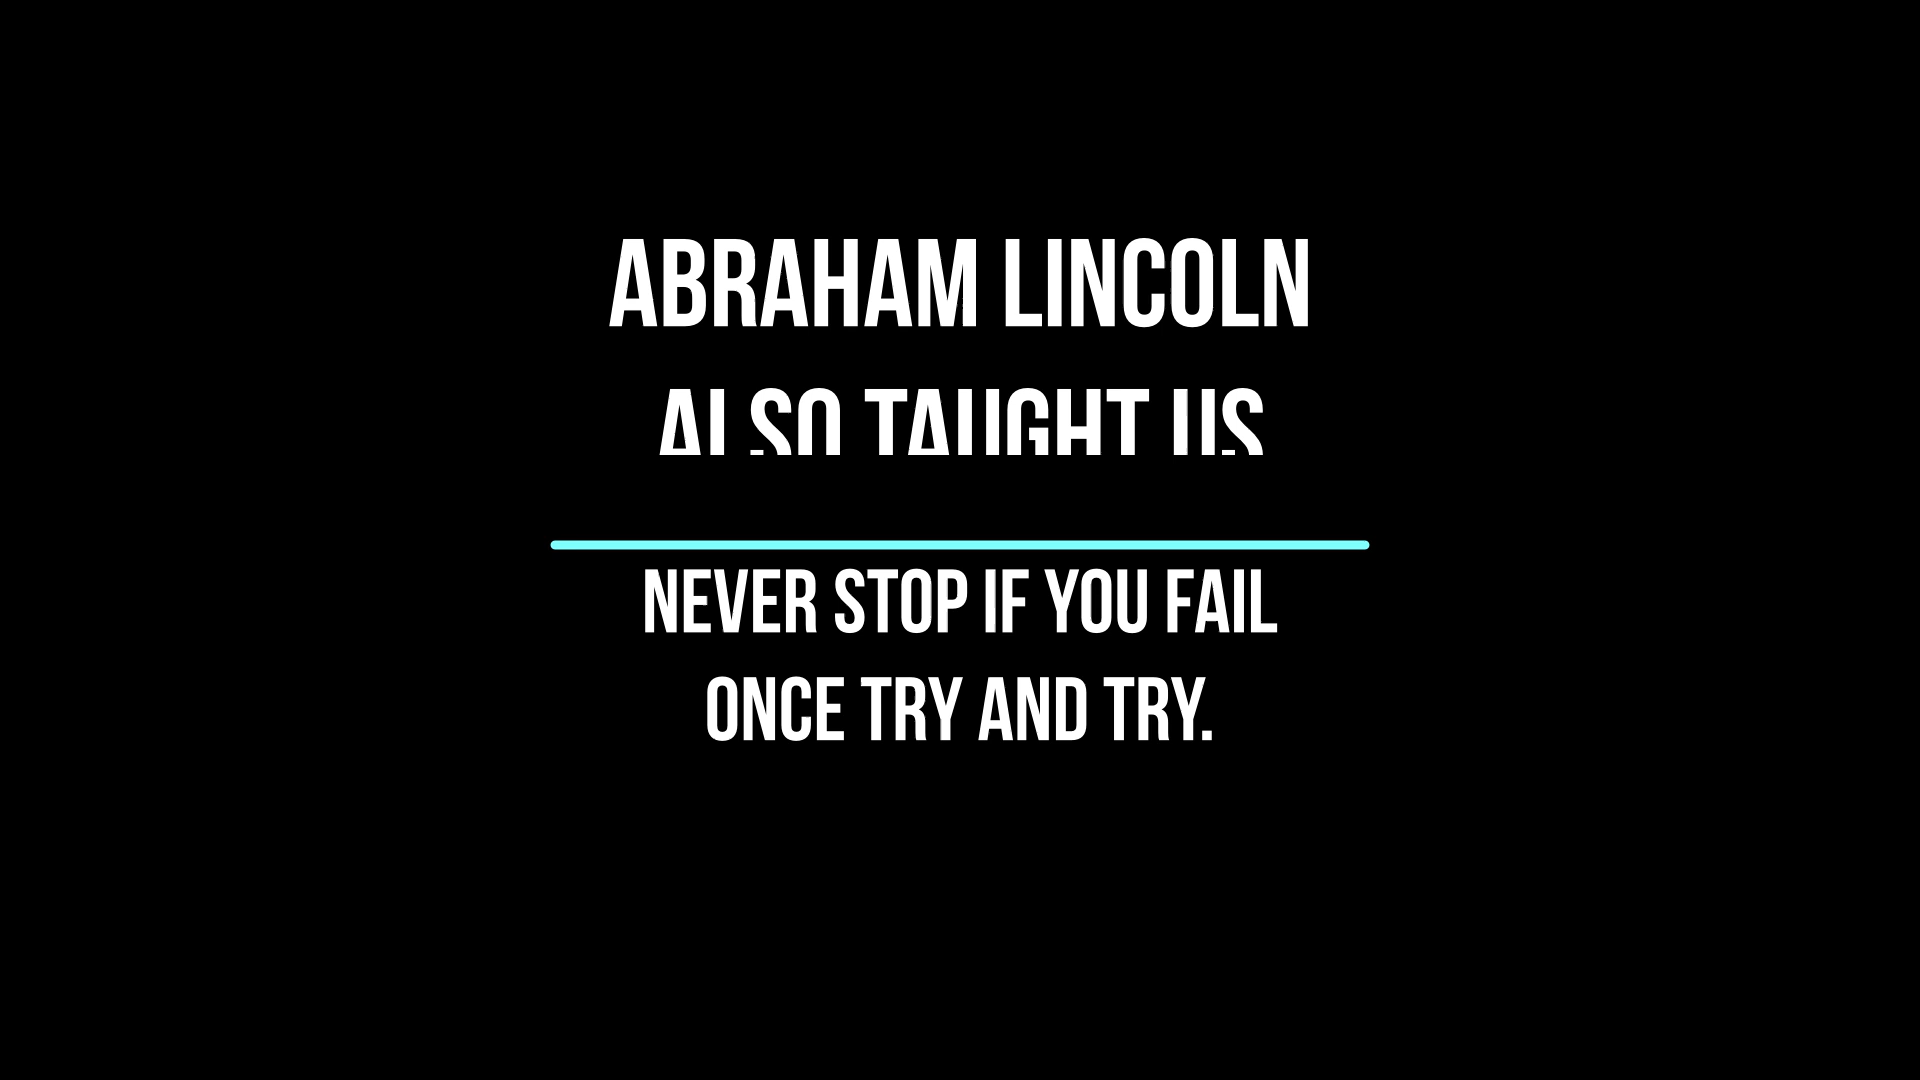 ABRAHAM LINCOLN
ALSO TAUGHT US
NEVER STOP IF YOU FAIL
ONCE TRY AND TRY.